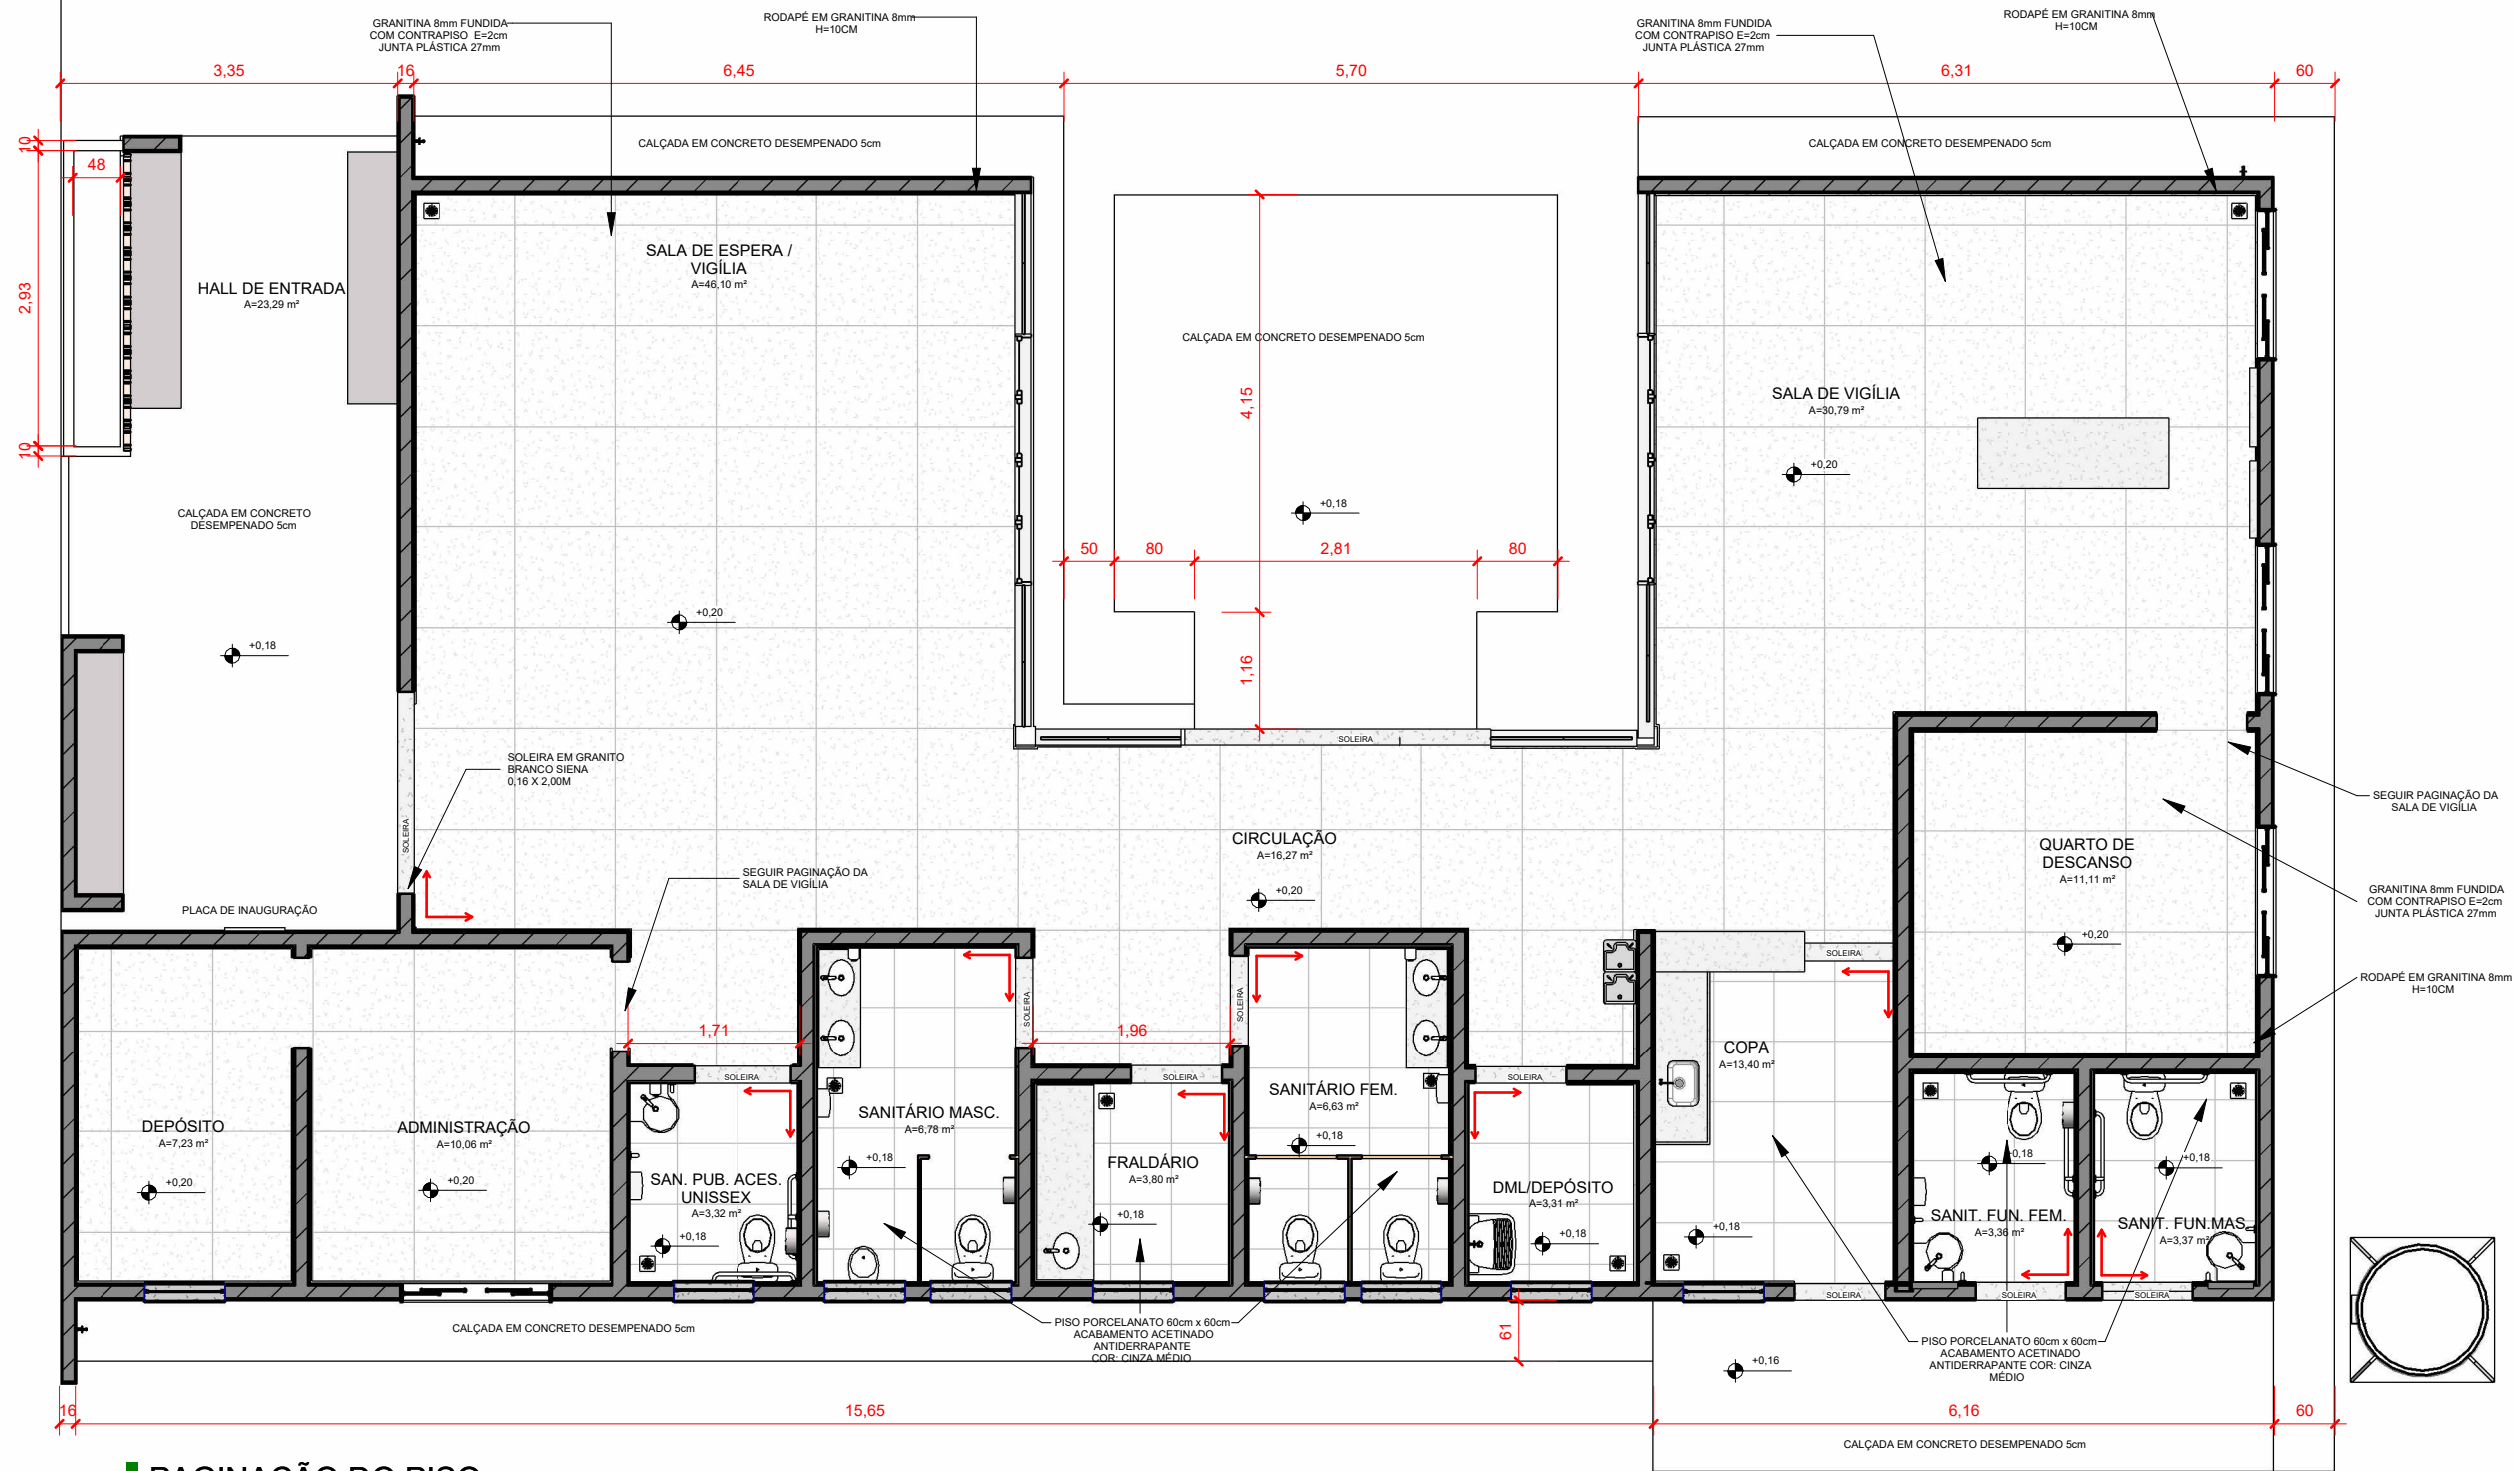 GRANITINA 8mm FUNDIDA
COM CONTRAPISO E=2cm
JUNTA PLÁSTICA 27mm
RODAPÉ EM GRANITINA 8mm
H=10CM
GRANITINA 8mm FUNDIDA
COM CONTRAPISO E=2cm
JUNTA PLÁSTICA 27mm
RODAPÉ EM GRANITINA 8mm
H=10CM
3,35
16
6,45
5,70
6,31
60
CALÇADA EM CONCRETO DESEMPENADO 5cm
CALÇADA EM CONCRETO DESEMPENADO 5cm
10
48
2,93
10
HALL DE ENTRADA
A=23,29 m²
SALA DE ESPERA /
VIGÍLIA
A=46,10 m²
CALÇADA EM CONCRETO DESEMPENADO 5cm
4,15
SALA DE VIGÍLIA
A=30,79 m²
+0,20
CALÇADA EM CONCRETO
DESEMPENADO 5cm
+0,18
50
80
2,81
80
+0,20
+0,18
1,16
SOLEIRA
SOLEIRA EM GRANITO
BRANCO SIENA
0,16 X 2,00M
SOLEIRA
SEGUIR PAGINAÇÃO DA
SALA DE VIGÍLIA
CIRCULAÇÃO
A=16,27 m²
+0,20
QUARTO DE
DESCANSO
A=11,11 m²
+0,20
SEGUIR PAGINAÇÃO DA
SALA DE VIGÍLIA
GRANITINA 8mm FUNDIDA
COM CONTRAPISO E=2cm
JUNTA PLÁSTICA 27mm
PLACA DE INAUGURAÇÃO
RODAPÉ EM GRANITINA 8mm
H=10CM
SOLEIRA
SOLEIRA
SOLEIRA
1,71
1,96
SOLEIRA
SOLEIRA
SOLEIRA
COPA
A=13,40 m²
DEPÓSITO
A=7,23 m²
+0,20
ADMINISTRAÇÃO
A=10,06 m²
+0,20
SAN. PUB. ACES.
UNISSEX
A=3,32 m²
+0,18
SANITÁRIO MASC.
A=6,78 m²
+0,18
FRALDÁRIO
A=3,80 m²
+0,18
SANITÁRIO FEM.
A=6,63 m²
+0,18
DML/DEPÓSITO
A=3,31 m²
+0,18
+0,18
+0,18
SANIT. FUN. FEM.
A=3,36 m²
+0,18
SANIT. FUN.MAS.
A=3,37 m²
SOLEIRA
SOLEIRA
SOLEIRA
CALÇADA EM CONCRETO DESEMPENADO 5cm
PISO PORCELANATO 60cm x 60cm
ACABAMENTO ACETINADO
ANTIDERRAPANTE
COR: CINZA MÉDIO
61
PISO PORCELANATO 60cm x 60cm
ACABAMENTO ACETINADO
ANTIDERRAPANTE COR: CINZA
MÉDIO
+0,16
16
15,65
6,16
60
CALÇADA EM CONCRETO DESEMPENADO 5cm
PAGINAÇÃO DO PISO